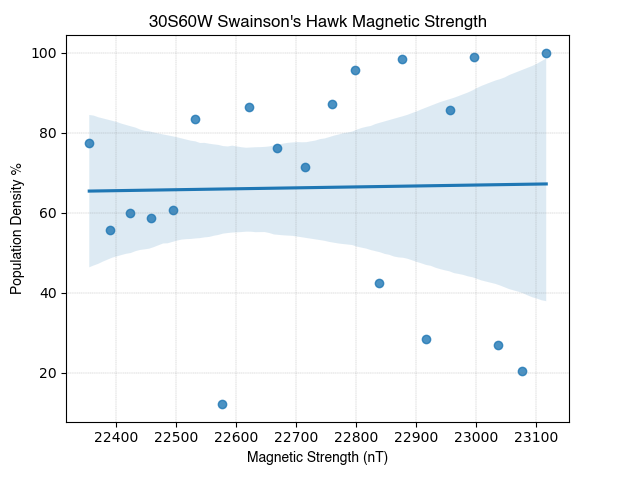 30S60W Swainson's Hawk Magnetic Strength
100
80
60
40
20
Population Density %
22400 22500 22600 22700 22800 22900 23000 23100
Magnetic Strength (nT)